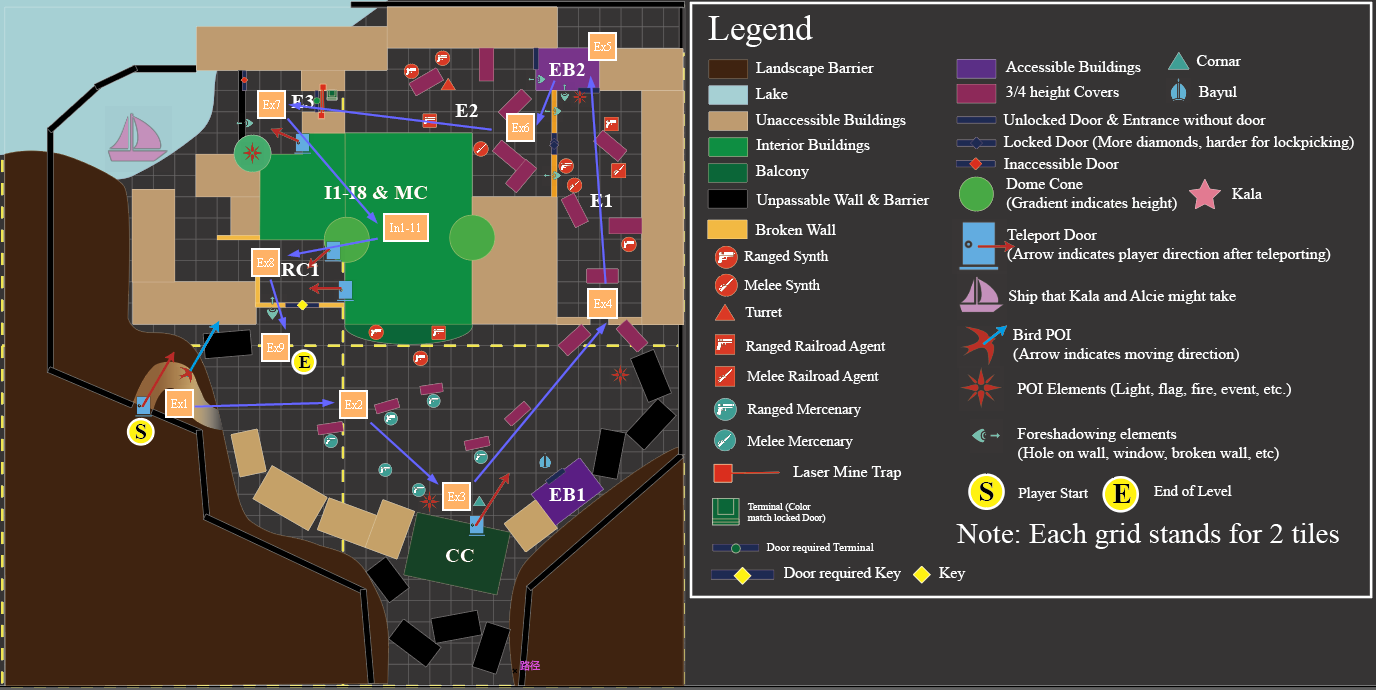 Ex5
EB2
E3
Ex7
E2
Ex6
I1-I8 & MC
E1
In1-11
Ex8
RC1
Ex4
Ex9
E
Ex1
Ex2
S
Ex3
EB1
CC
路径
Legend
Landscape Barrier
Lake
Unaccessible Buildings
Interior Buildings
Balcony
Unpassable Wall & Barrier
Broken Wall
Ranged Synth
Melee Synth
Turret
Ranged Railroad Agent
Melee Railroad Agent
Ranged Mercenary
Melee Mercenary
Laser Mine Trap
Terminal (Color
match locked Door)
Door required Terminal
Door required Key
Key
Accessible Buildings
Cornar
3/4 height Covers
Bayul
Unlocked Door & Entrance without door
Locked Door (More diamonds, harder for lockpicking)
Inaccessible Door
Dome Cone
(Gradient indicates height)
Kala
Teleport Door
(Arrow indicates player direction after teleporting)
Ship that Kala and Alcie might take
Bird POI
(Arrow indicates moving direction)
POI Elements (Light, flag, fire, event, etc.)
Foreshadowing elements
(Hole on wall, window, broken wall, etc)
S
Player Start
E
End of Level
Note: Each grid stands for 2 tiles